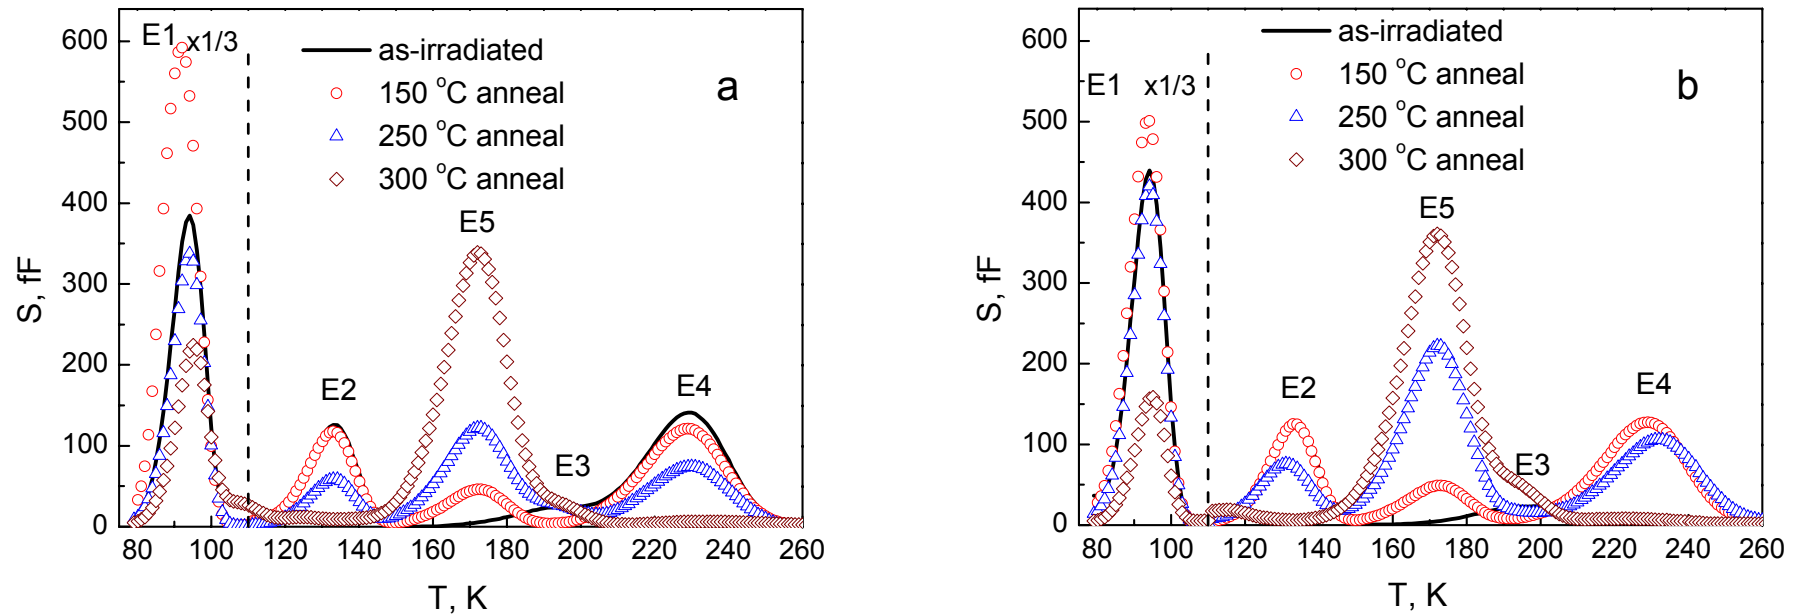 E1 x1/3
as-irradiated
150 °C anneal
250 °C anneal
300 °C anneal
a
E5
E2
E4
E3
600
500
400
300
200
100
0
S, fF
80 100 120 140 160 180 200 220 240 260
T, K
as-irradiated
150 °C anneal
250 °C anneal
300 °C anneal
b
E1 x1/3
E5
E2
E4
E3
600
500
400
300
200
100
0
S, fF
80 100 120 140 160 180 200 220 240 260
T, K